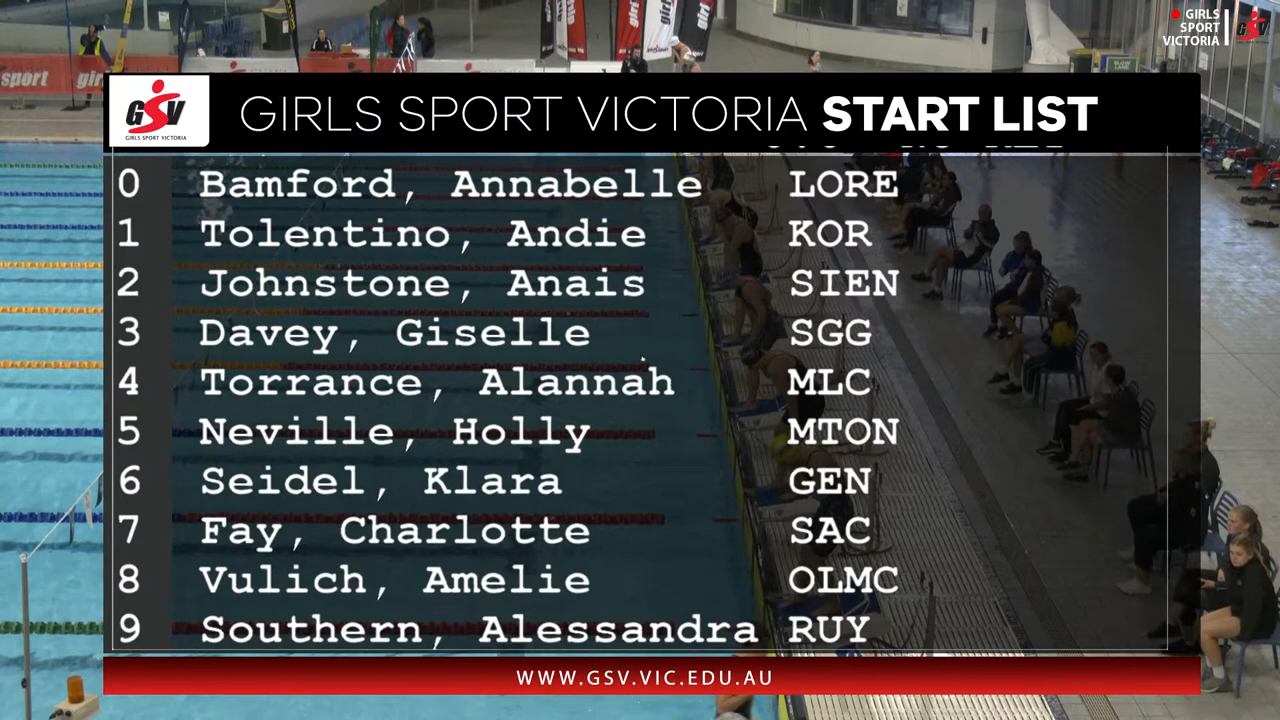 sport
GIRLS
SPORT
VICTORIA
GSV
GSV
GIRLS SPORT VICTORIA
GIRLS SPORT VICTORIA START LIST
0 Bamford, Annabelle LORE
1 Tolentino, Andie KOR
2 Johnstone, Anais SIEN
3 Davey, Giselle SGG
4 Torrance, Alannah MLC
5 Neville, Holly MTON
6 Seidel, Klara GEN
7 Fay, Charlotte SAC
8 Vulich, Amelie OLMC
9 Southern, Alessandra RUY
WWW.GSV.VIC.EDU.AU